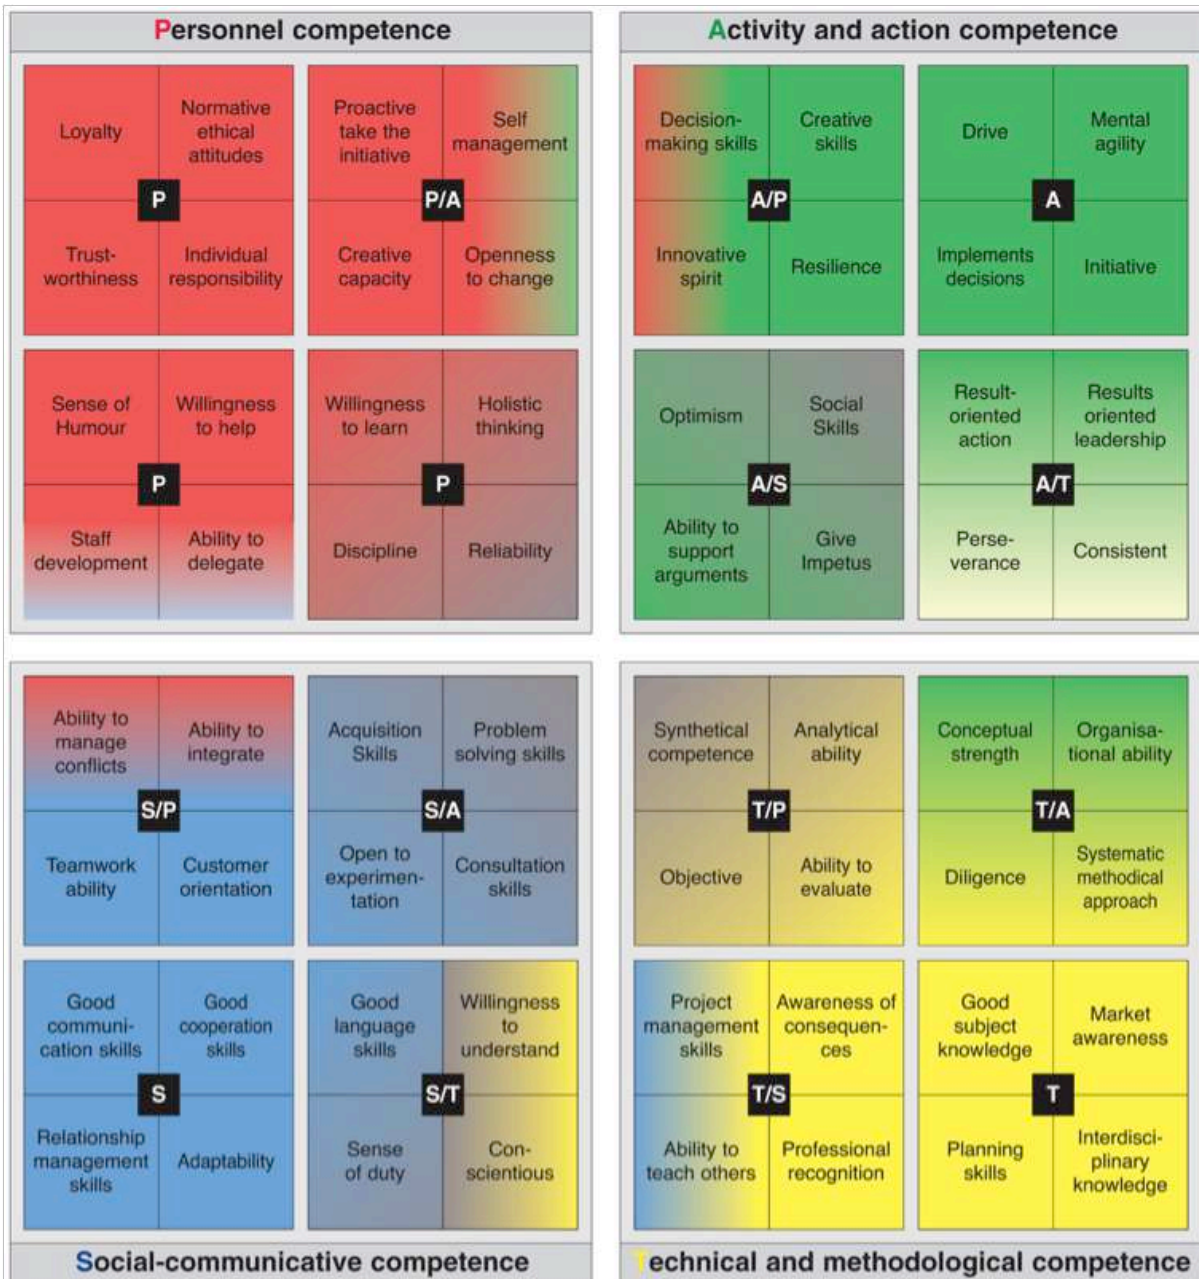 Personnel competence
Loyalty
Normative
ethical
attitudes
P
Trust-
worthiness
Individual
responsibility
Proactive
take the
initiative
Self
management
P/A
Creative
capacity
Openness
to change
Sense of
Humour
Willingness
to help
P
Staff
development
Ability to
delegate
Willingness
to learn
Holistic
thinking
P
Discipline
Reliability
Activity and action competence
Decision-
making skills
Creative
skills
A/P
Innovative
spirit
Resilience
Drive
Mental
agility
A
Implements
decisions
Initiative
Optimism
Social
Skills
A/S
Ability to
support
arguments
Give
Impetus
Result-
oriented
action
Results
oriented
leadership
A/T
Perse-
verance
Consistent
Ability to
manage
conflicts
Ability to
integrate
S/P
Teamwork
ability
Customer
orientation
Acquisition
Skills
Problem
solving skills
S/A
Open to
experimen-
tation
Consultation
skills
Good
communi-
cation skills
Good
cooperation
skills
S
Relationship
management
skills
Adaptability
Good
language
skills
Willingness
to
understand
S/T
Sense
of duty
Con-
scientious
Social-communicative competence
Synthetical
competence
Analytical
ability
T/P
Objective
Ability to
evaluate
Conceptual
strength
Organisa-
tional ability
T/A
Diligence
Systematic
methodical
approach
Project
management
skills
Awareness of
consequen-
ces
T/S
Ability to
teach others
Professional
recognition
Good
subject
knowledge
Market
awareness
T
Planning
skills
Interdisci-
plinary
knowledge
Technical and methodological competence